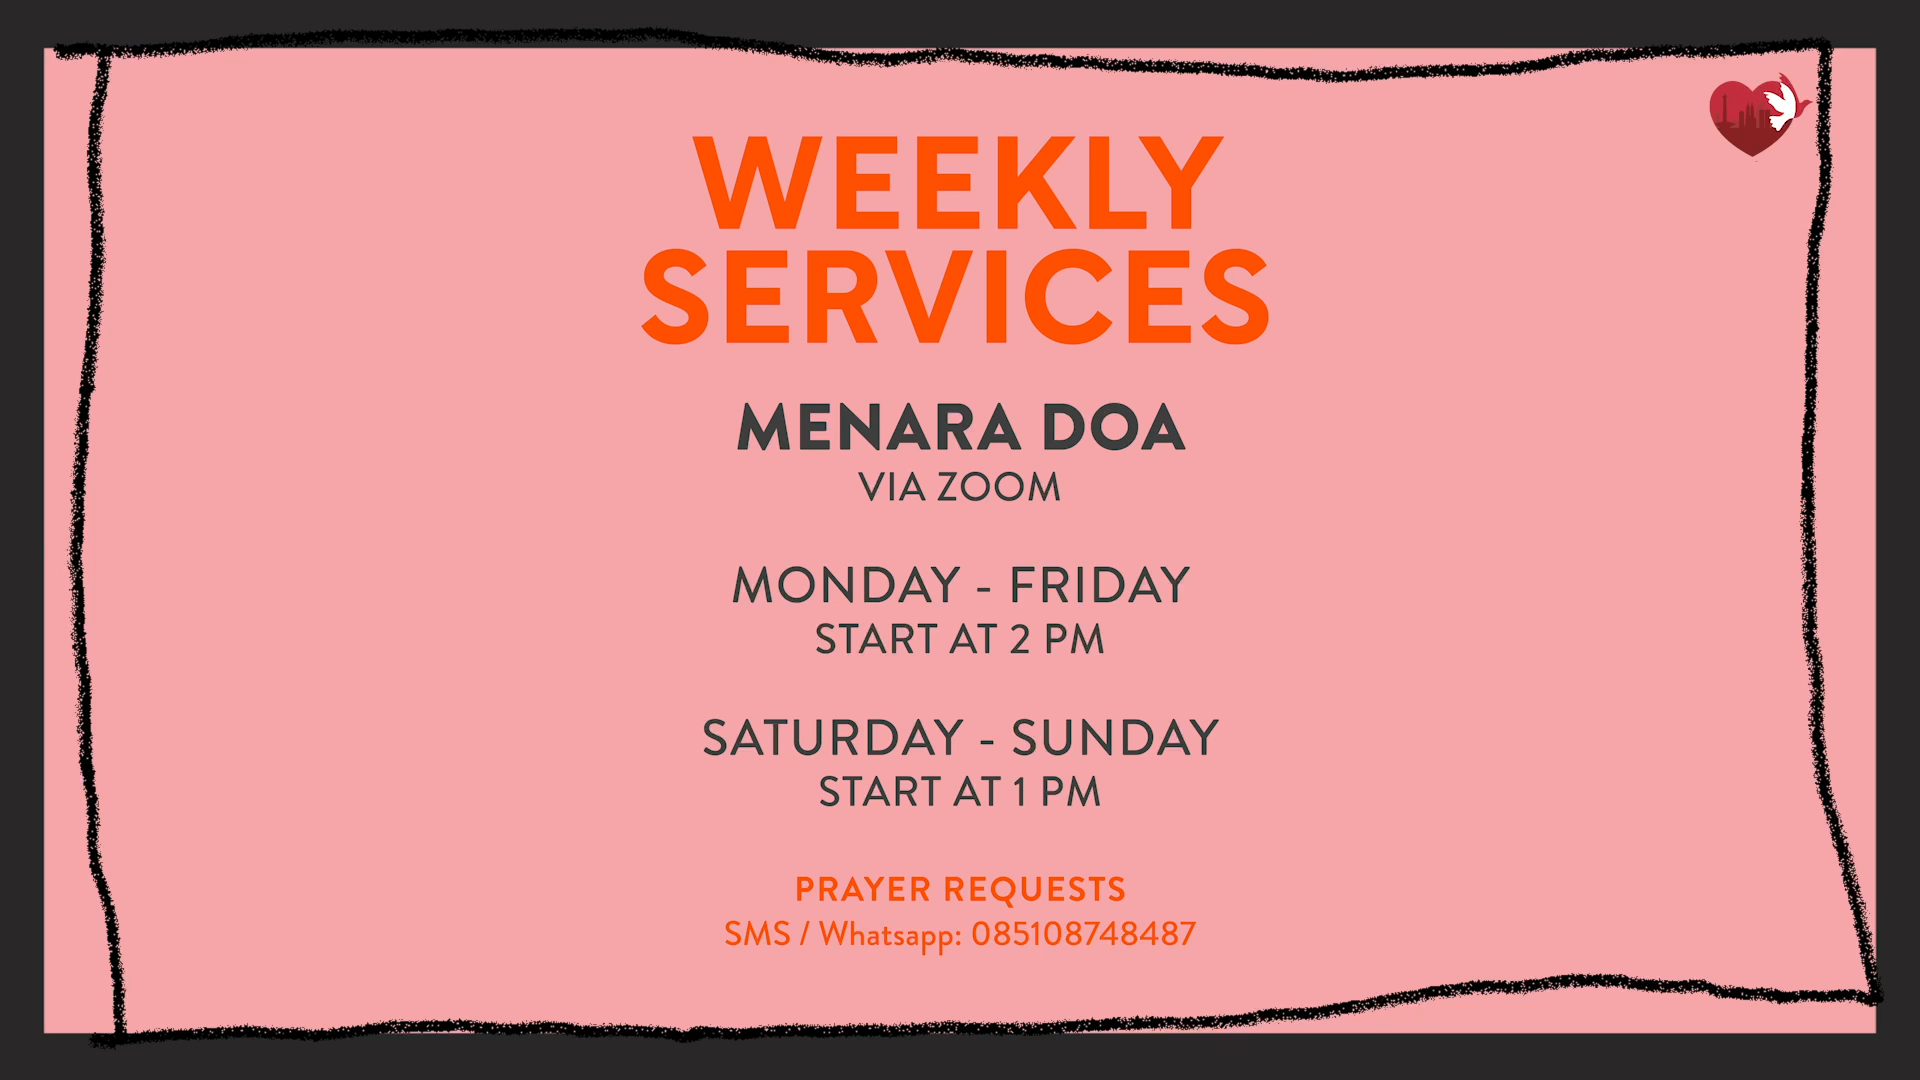 WEEKLY
SERVICES
MENARA DOA
VIA ZOOM
MONDAY - FRIDAY
START AT 2 PM
SATURDAY - SUNDAY
START AT 1 PM
PRAYER REQUESTS
SMS / Whatsapp: 085108748487